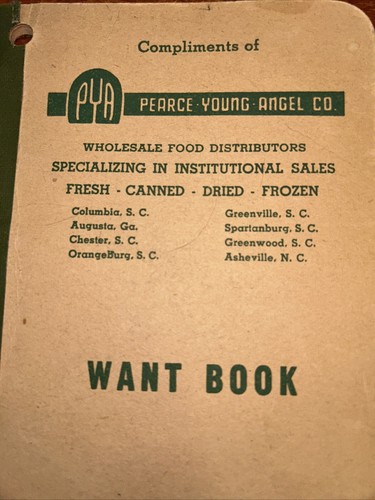 Compliments of
PYA
PEARCE · YOUNG · ANGEL CO.
WHOLESALE FOOD DISTRIBUTORS
SPECIALIZING IN INSTITUTIONAL SALES
FRESH - CANNED - DRIED - FROZEN
Columbia, S. C.
Augusta, Ga.
Chester, S. C.
OrangeBurg, S. C.
Greenville, S. C.
Spartanburg, S. C.
Greenwood, S. C.
Asheville, N. C.
WANT BOOK